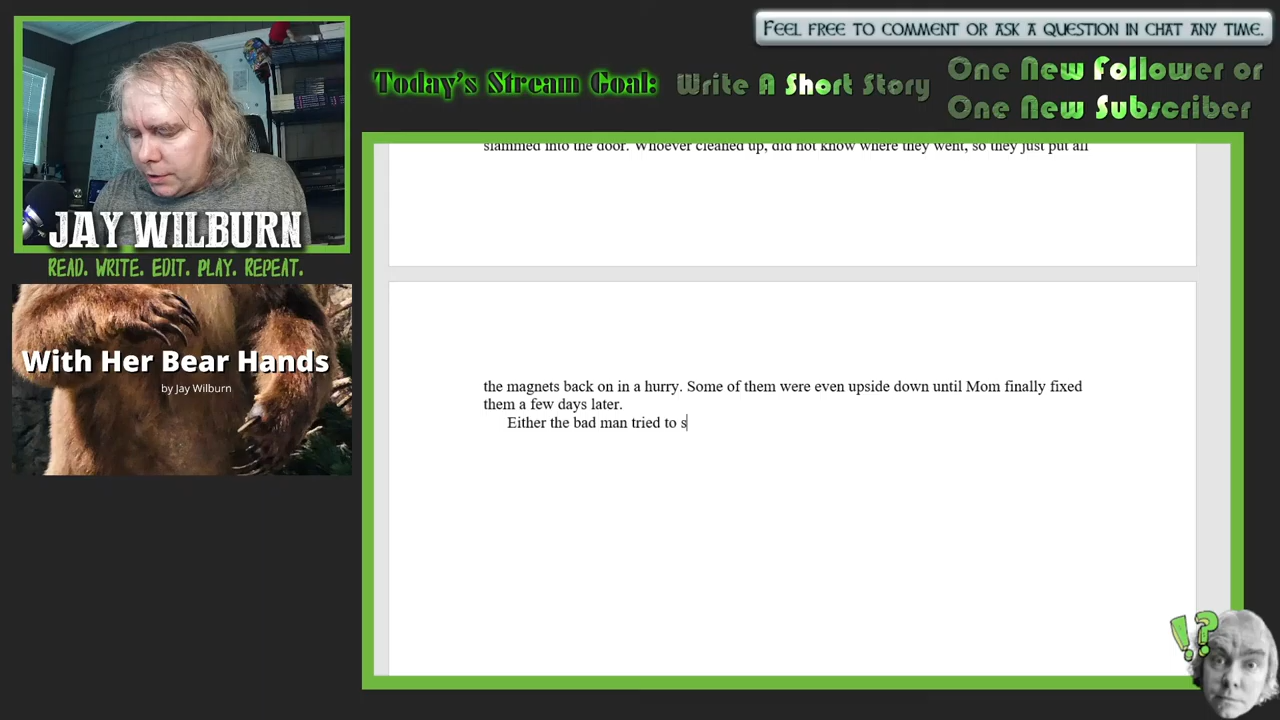 Feel free to comment or ask a question in chat any time.
Today's Stream Goal:
Write A Short Story
One New Follower or
One New Subscriber
JAY WILBURN
READ. WRITE. EDIT. PLAY. REPEAT.
With Her Bear Hands
by Jay Wilburn
slammed into the door. Whoever cleaned up, did not know where they went, so they just put all
the magnets back on in a hurry. Some of them were even upside down until Mom finally fixed
them a few days later.
Either the bad man tried to s
!?